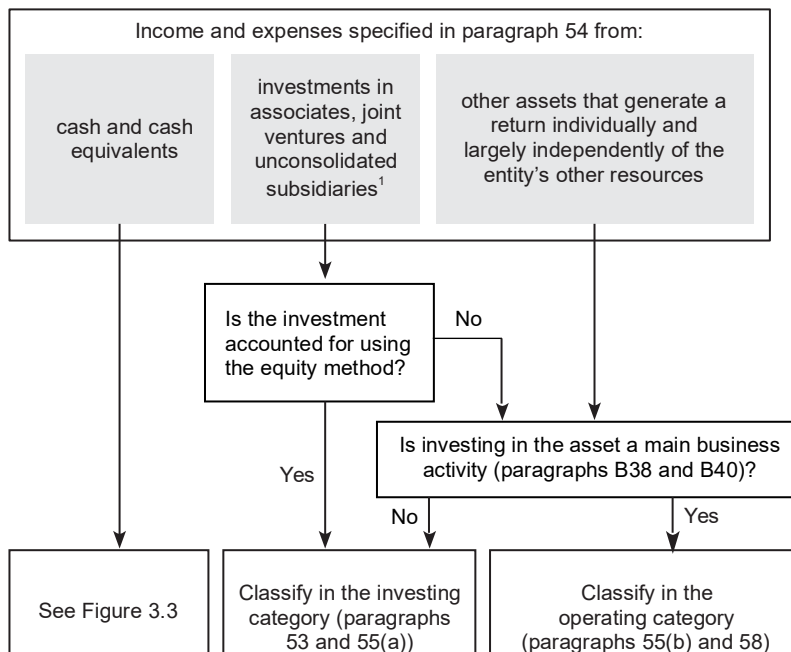 Income and expenses specified in paragraph 54 from:
cash and cash
equivalents
investments in
associates, joint
ventures and
unconsolidated
subsidiaries¹
other assets that generate a
return individually and
largely independently of the
entity’s other resources
Is the investment
accounted for using
the equity method?
No
Is investing in the asset a main business
activity (paragraphs B38 and B40)?
Yes
No
Yes
See Figure 3.3
Classify in the investing
category (paragraphs
53 and 55(a))
Classify in the
operating category
(paragraphs 55(b) and 58)